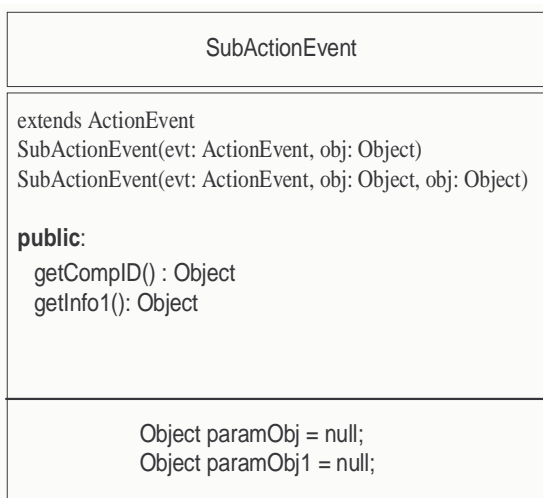 SubActionEvent
extends ActionEvent
SubActionEvent(evt: ActionEvent, obj: Object)
SubActionEvent(evt: ActionEvent, obj: Object, obj: Object)
public:
getCompID() : Object
getInfo1(): Object
Object paramObj = null;
Object paramObj1 = null;